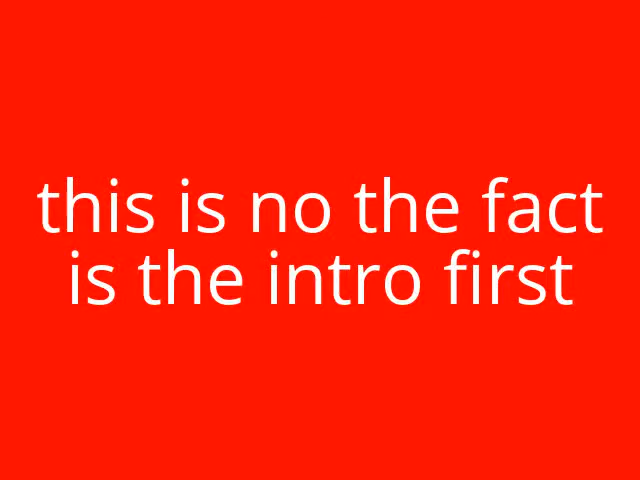 this is no the fact
is the intro first